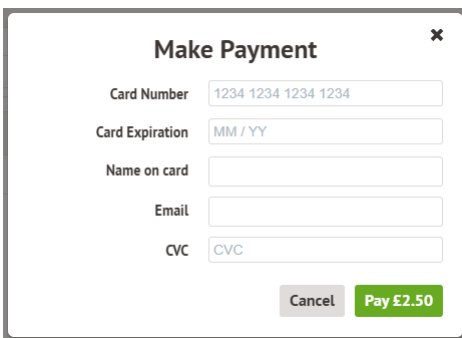 Make Payment
Card Number 1234 1234 1234 1234
Card Expiration MM / YY
Name on card
Email
CVC CVC
Cancel Pay £2.50